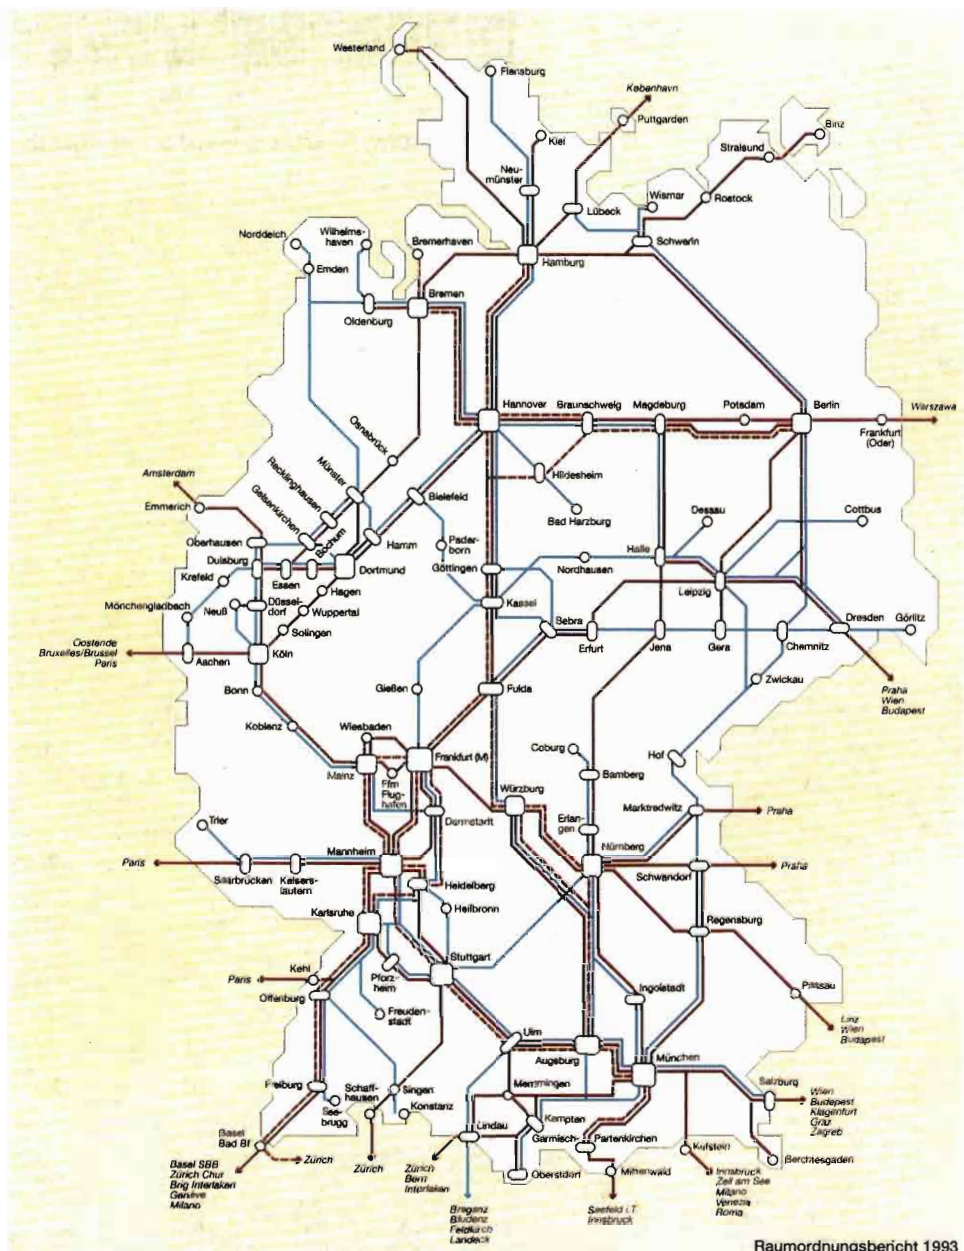 Westerland
Flensburg
København
Puttgarden
Kiel
Binz
Stralsund
Neu-
münster
Wismar
Rostock
Lübeck
Norddeich
Wilhelms-
haven
Bremerhaven
Schwerin
Hamburg
Emden
Bremen
Oldenburg
Hannover
Braunschweig
Magdeburg
Potsdam
Berlin
Warszawa
Frankfurt
(Oder)
Osnabrück
Münster
Recklinghausen
Gelsenkirchen
Bochum
Amsterdam
Emmerich
Hildesheim
Bielefeld
Bad Harzburg
Dessau
Cottbus
Oberhausen
Hamm
Pader-
born
Duisburg
Essen
Dortmund
Göttingen
Nordhausen
Halle
Leipzig
Krefeld
Hagen
Mönchengladbach
Neuß
Düssel-
dorf
Wuppertal
Kassel
Solingen
Bebra
Erfurt
Jena
Gera
Chemnitz
Dresden
Görlitz
Oostende
Bruxelles/Brussel
Paris
Aachen
Köln
Bonn
Gießen
Fulda
Zwickau
Praha
Wien
Budapest
Koblenz
Wiesbaden
Frankfurt (M)
Coburg
Hof
Mainz
Ffm
Flug-
hafen
Bamberg
Würzburg
Marktredwitz
Praha
Darmstadt
Erlan-
gen
Trier
Nürnberg
Mannheim
Paris
Saarbrücken
Kaisers-
lautern
Schwandorf
Praha
Heidelberg
Heilbronn
Karlsruhe
Regensburg
Stuttgart
Paris
Kehl
Pforz-
heim
Offenburg
Ingolstadt
Passau
Freuden-
stadt
Linz
Wien
Budapest
Ulm
Augsburg
München
Freiburg
Schaff-
hausen
Singen
Memmingen
Salzburg
Wien
Budepest
Klagenfurt
Graz
Zagreb
See-
brugg
Konstanz
Lindau
Kempten
Garmisch-
Partenkirchen
Basel
Bad Bf
Zürich
Zürich
Zürich
Bern
Interlaken
Oberstdorf
Mittenwald
Kufstein
Berchtesgaden
Basel SBB
Zürich Chur
Brig Interlaken
Genève
Milano
Bregenz
Bludenz
Feldkirch
Landeck
Seefeld i.T.
Innsbruck
Innsbruck
Zell am See
Milano
Venezia
Roma
Raumordnungsbericht 1993